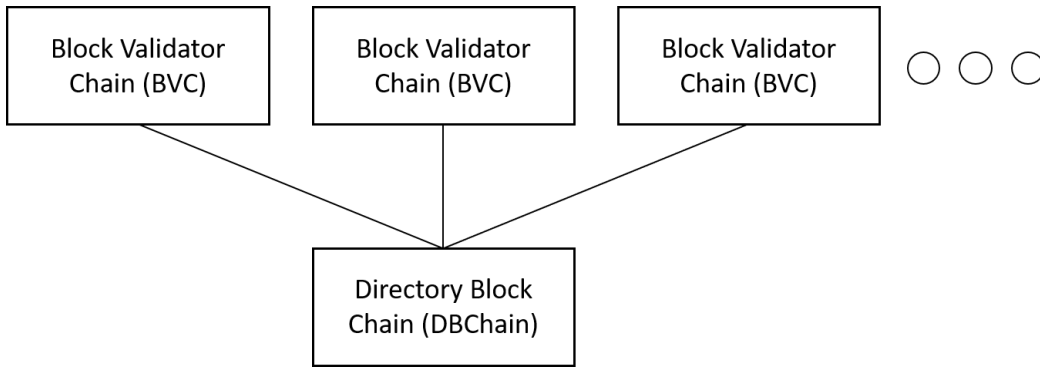 Block Validator
Chain (BVC)
Block Validator
Chain (BVC)
Block Validator
Chain (BVC)
Directory Block
Chain (DBChain)